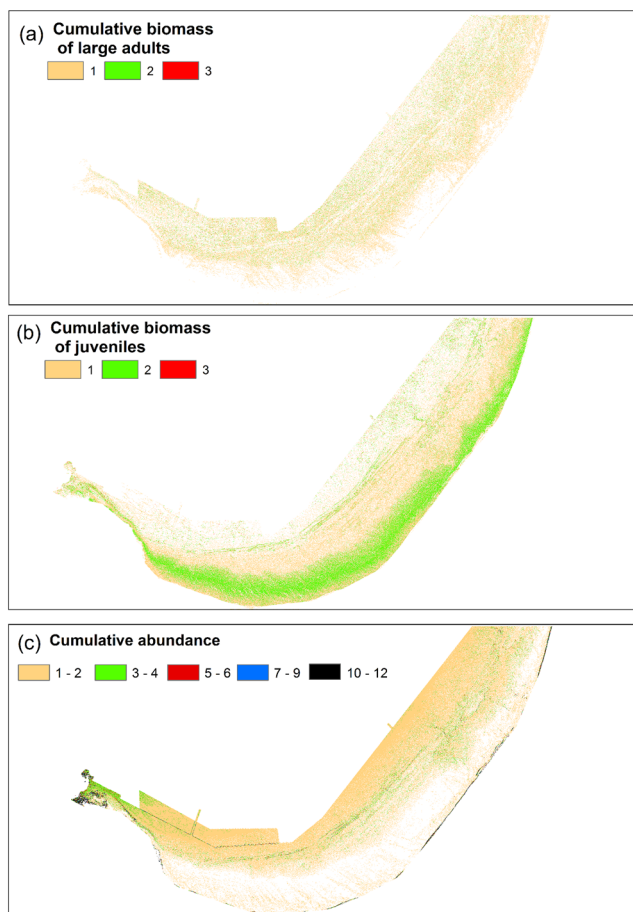 (a) Cumulative biomass
of large adults
1 2 3
(b) Cumulative biomass
of juveniles
1 2 3
(c) Cumulative abundance
1 - 2 3 - 4 5 - 6 7 - 9 10 - 12